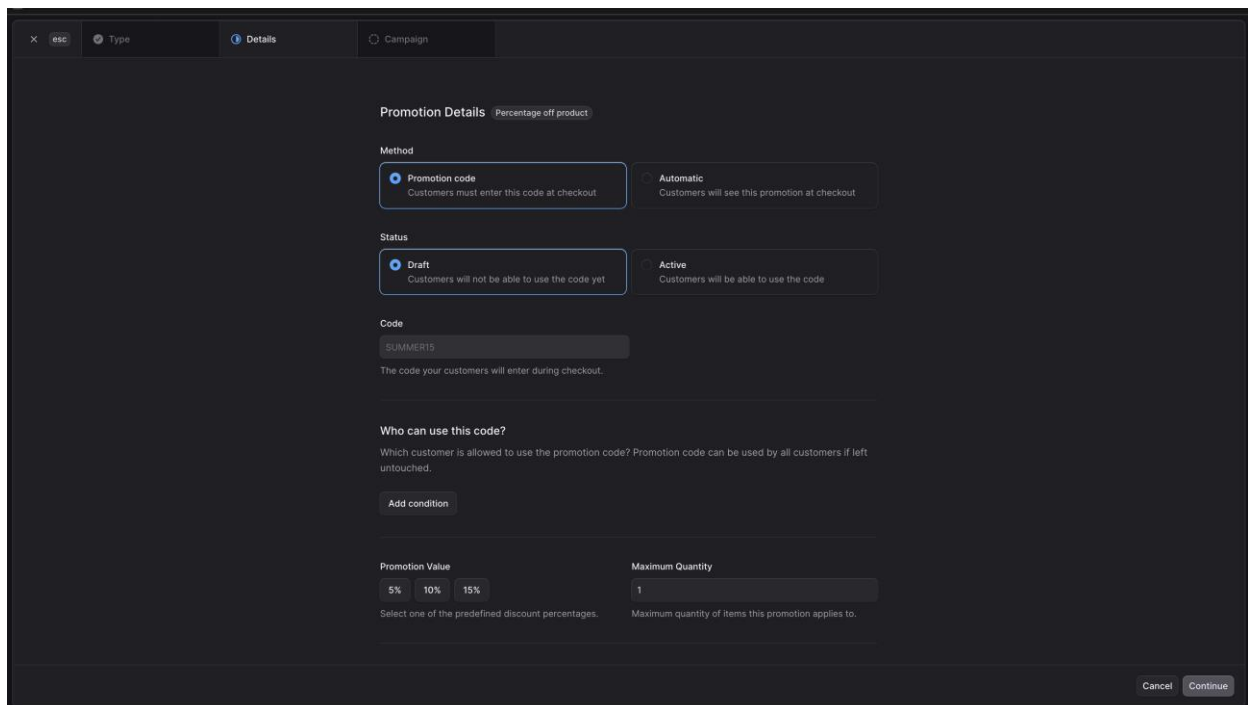 esc
Type
Details
Campaign
Promotion Details Percentage off product
Method
Promotion code
Customers must enter this code at checkout
Automatic
Customers will see this promotion at checkout
Status
Draft
Customers will not be able to use the code yet
Active
Customers will be able to use the code
Code
SUMMER15
The code your customers will enter during checkout.
Who can use this code?
Which customer is allowed to use the promotion code? Promotion code can be used by all customers if left
untouched.
Add condition
Promotion Value
5% 10% 15%
Select one of the predefined discount percentages.
Maximum Quantity
1
Maximum quantity of items this promotion applies to.
Cancel
Continue